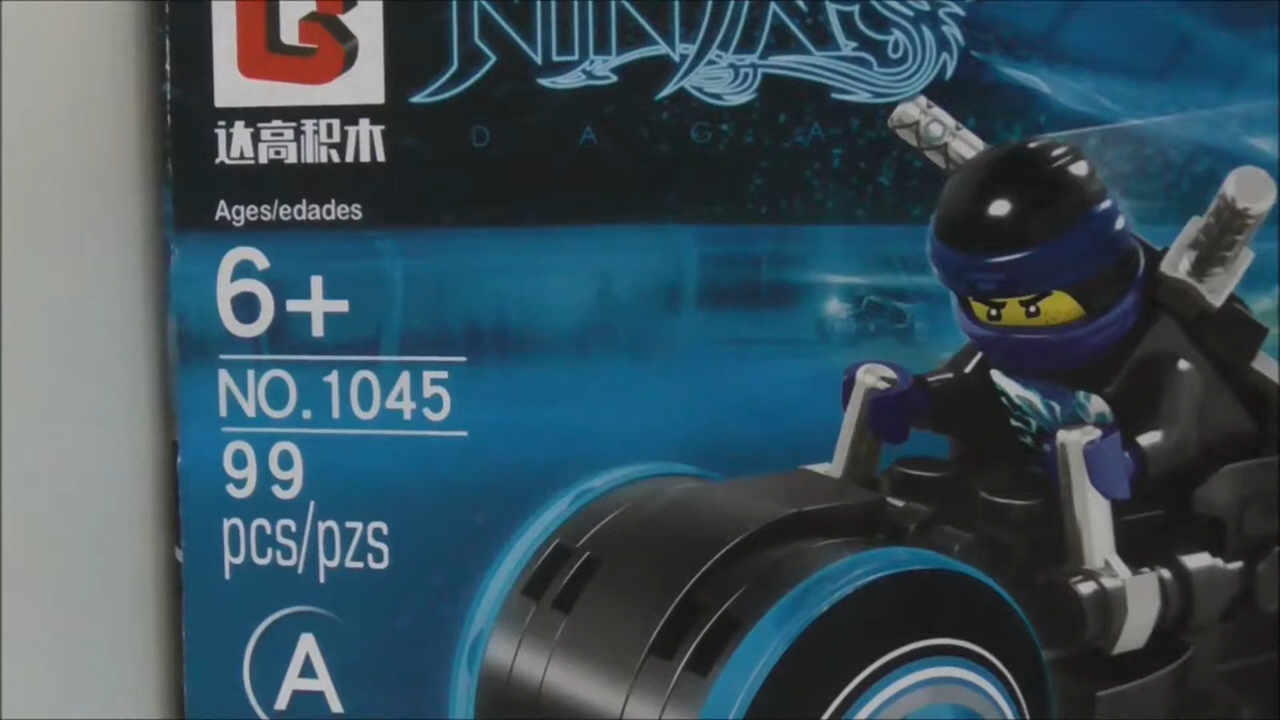 NINJAS
达高积木
D A G A
Ages/edades
6+
NO.1045
99
pcs/pzs
A